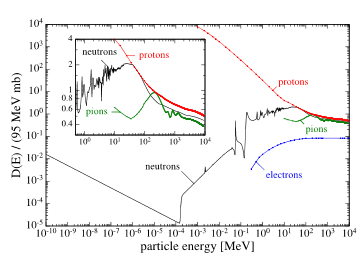 D(E) / (95 MeV mb)
10^4
10^3
10^2
10^1
10^0
10^-1
10^-2
10^-3
10^-4
10^-5
4
2
0.8
0.6
0.4
neutrons
protons
pions
10^0 10^1 10^2 10^3 10^4
protons
pions
neutrons
electrons
10^-10 10^-9 10^-8 10^-7 10^-6 10^-5 10^-4 10^-3 10^-2 10^-1 10^0 10^1 10^2 10^3 10^4
particle energy [MeV]